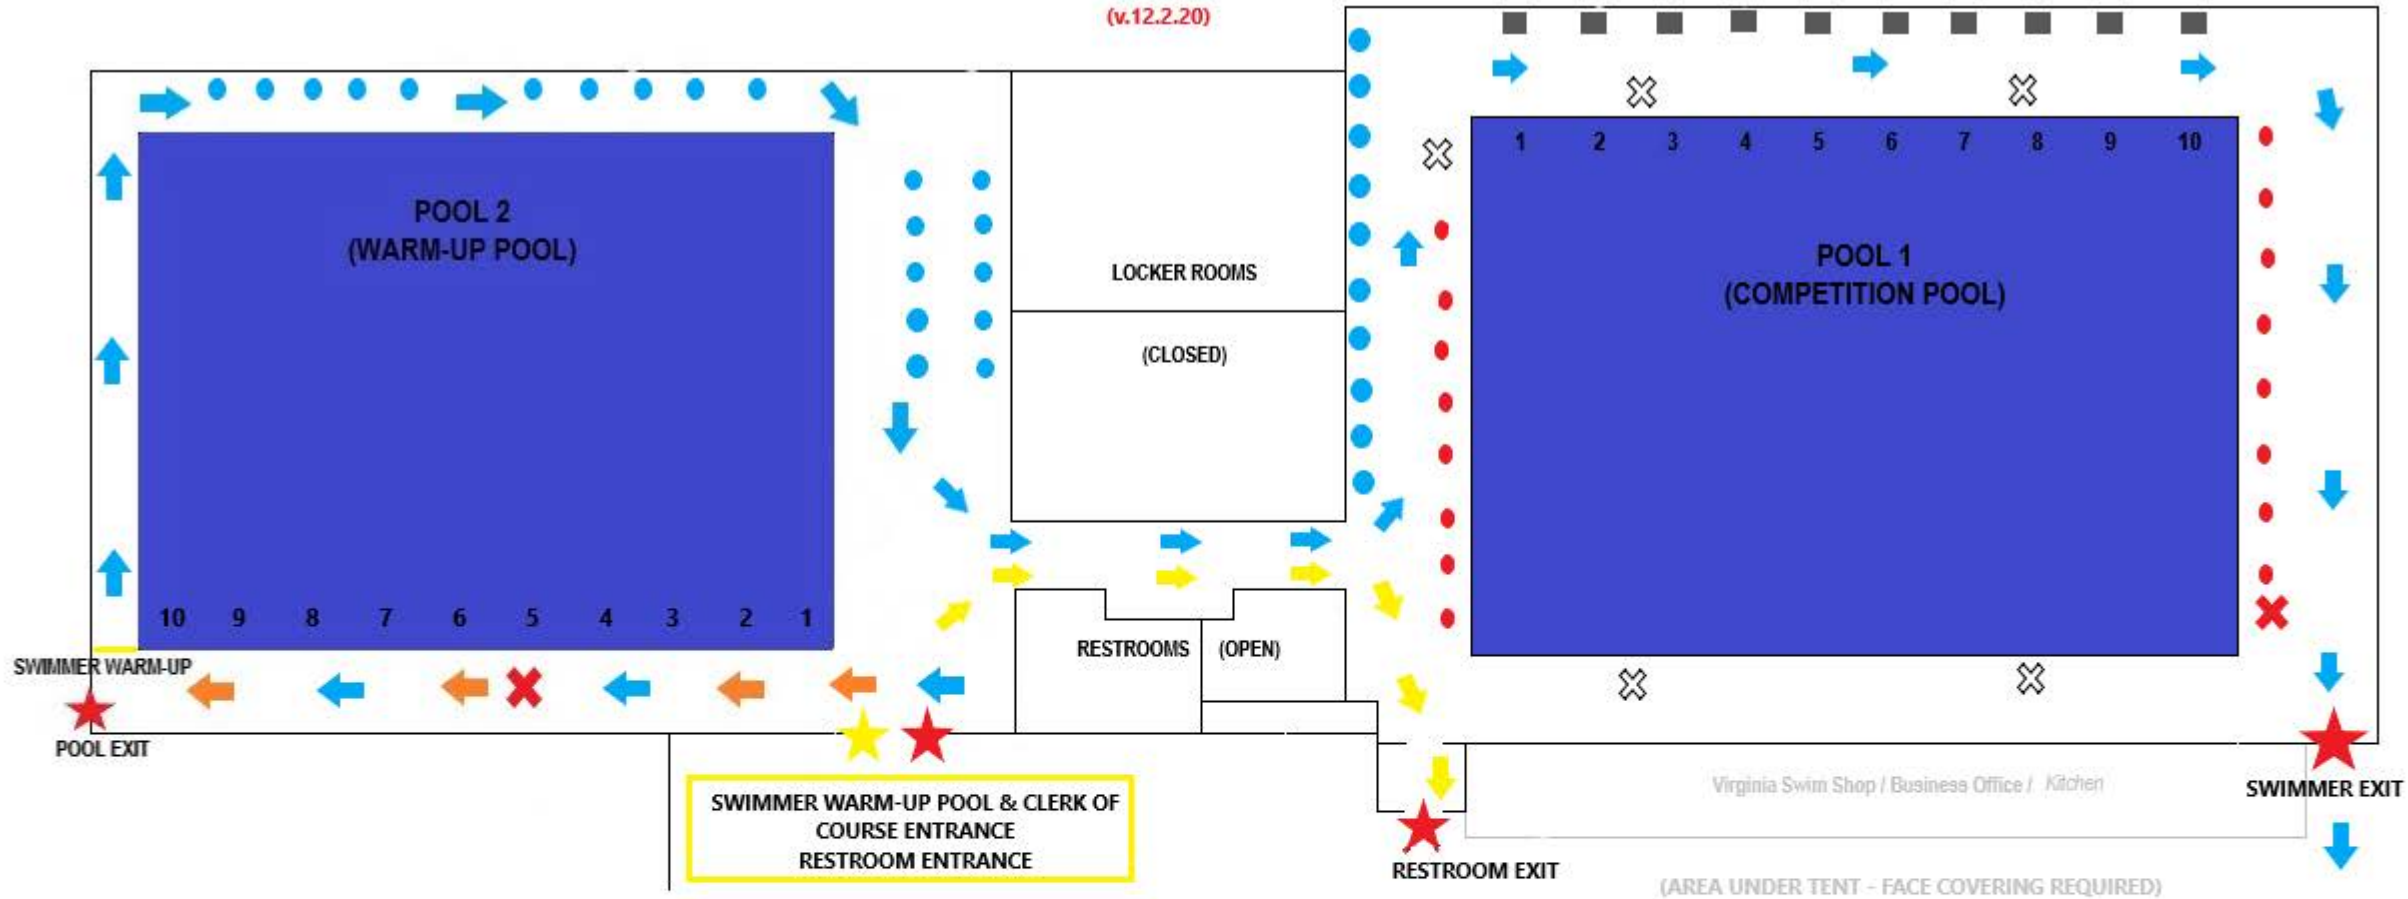 (v.12.2.20)
1 2 3 4 5 6 7 8 9 10
POOL 2
(WARM-UP POOL)
LOCKER ROOMS
(CLOSED)
POOL 1
(COMPETITION POOL)
10 9 8 7 6 5 4 3 2 1
RESTROOMS (OPEN)
SWIMMER WARM-UP
POOL EXIT
SWIMMER WARM-UP POOL & CLERK OF
COURSE ENTRANCE
RESTROOM ENTRANCE
Virginia Swim Shop / Business Office / Kitchen
SWIMMER EXIT
RESTROOM EXIT
(AREA UNDER TENT - FACE COVERING REQUIRED)